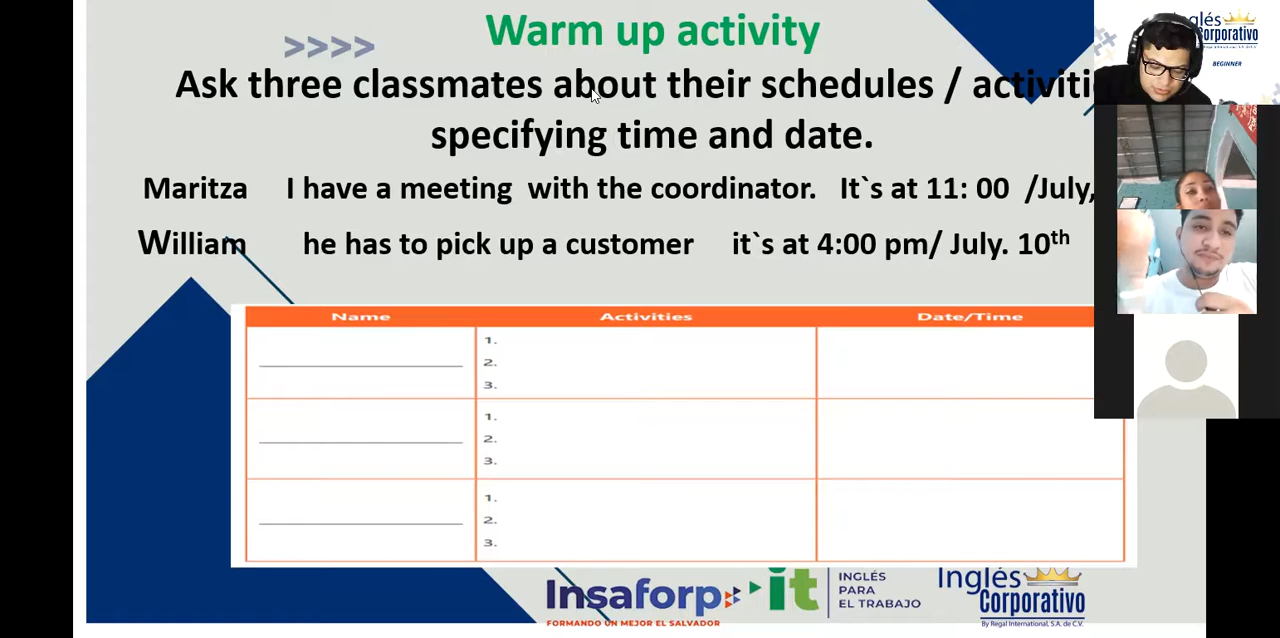 Warm up activity
>>>>
Ask three classmates about their schedules /
specifying time and date.
Maritza I have a meeting with the coordinator. It`s at 11: 00 /July,
William he has to pick up a customer it`s at 4:00 pm/ July. 10th
Name Activities Date/Time
1.
2.
3.
1.
2.
3.
1.
2.
3.
Insaforp it INGLÉS PARA EL TRABAJO
FORMANDO UN MEJOR EL SALVADOR
Inglés
Corporativo
By Regal International, S.A. de C.V.
BEGINNER